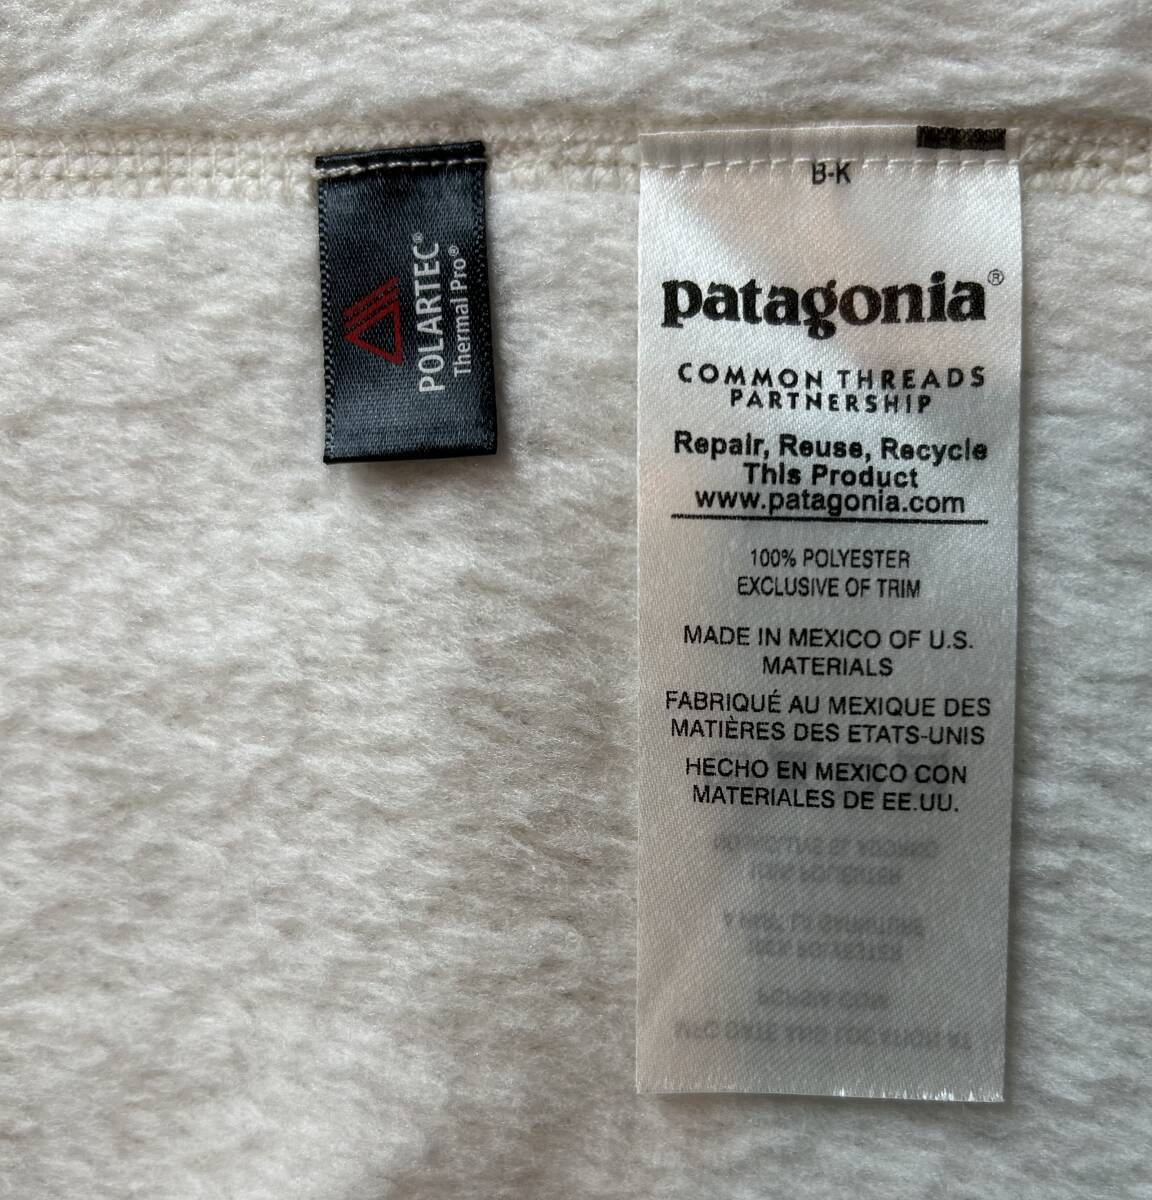 POLARTEC®
Thermal Pro®
B-K
patagonia®
COMMON THREADS
PARTNERSHIP
Repair, Reuse, Recycle
This Product
www.patagonia.com
100% POLYESTER
EXCLUSIVE OF TRIM
MADE IN MEXICO OF U.S.
MATERIALS
FABRIQUÉ AU MEXIQUE DES
MATIÈRES DES ETATS-UNIS
HECHO EN MEXICO CON
MATERIALES DE EE.UU.